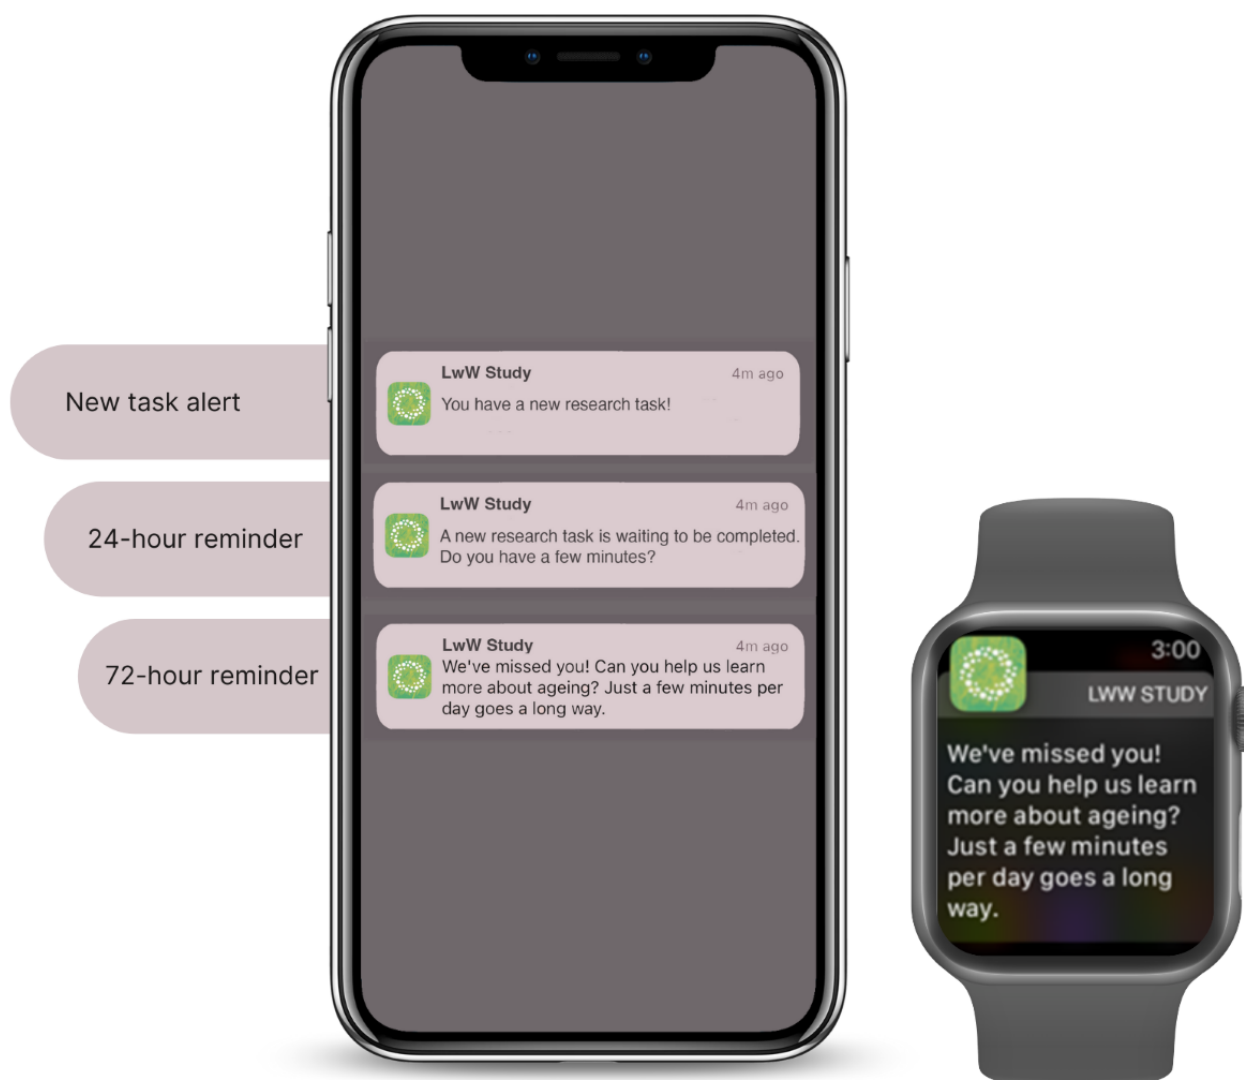 New task alert
LwW Study 4m ago
You have a new research task!
24-hour reminder
LwW Study 4m ago
A new research task is waiting to be completed.
Do you have a few minutes?
72-hour reminder
LwW Study 4m ago
We've missed you! Can you help us learn
more about ageing? Just a few minutes per
day goes a long way.
3:00
LWW STUDY
We've missed you!
Can you help us learn
more about ageing?
Just a few minutes
per day goes a long
way.